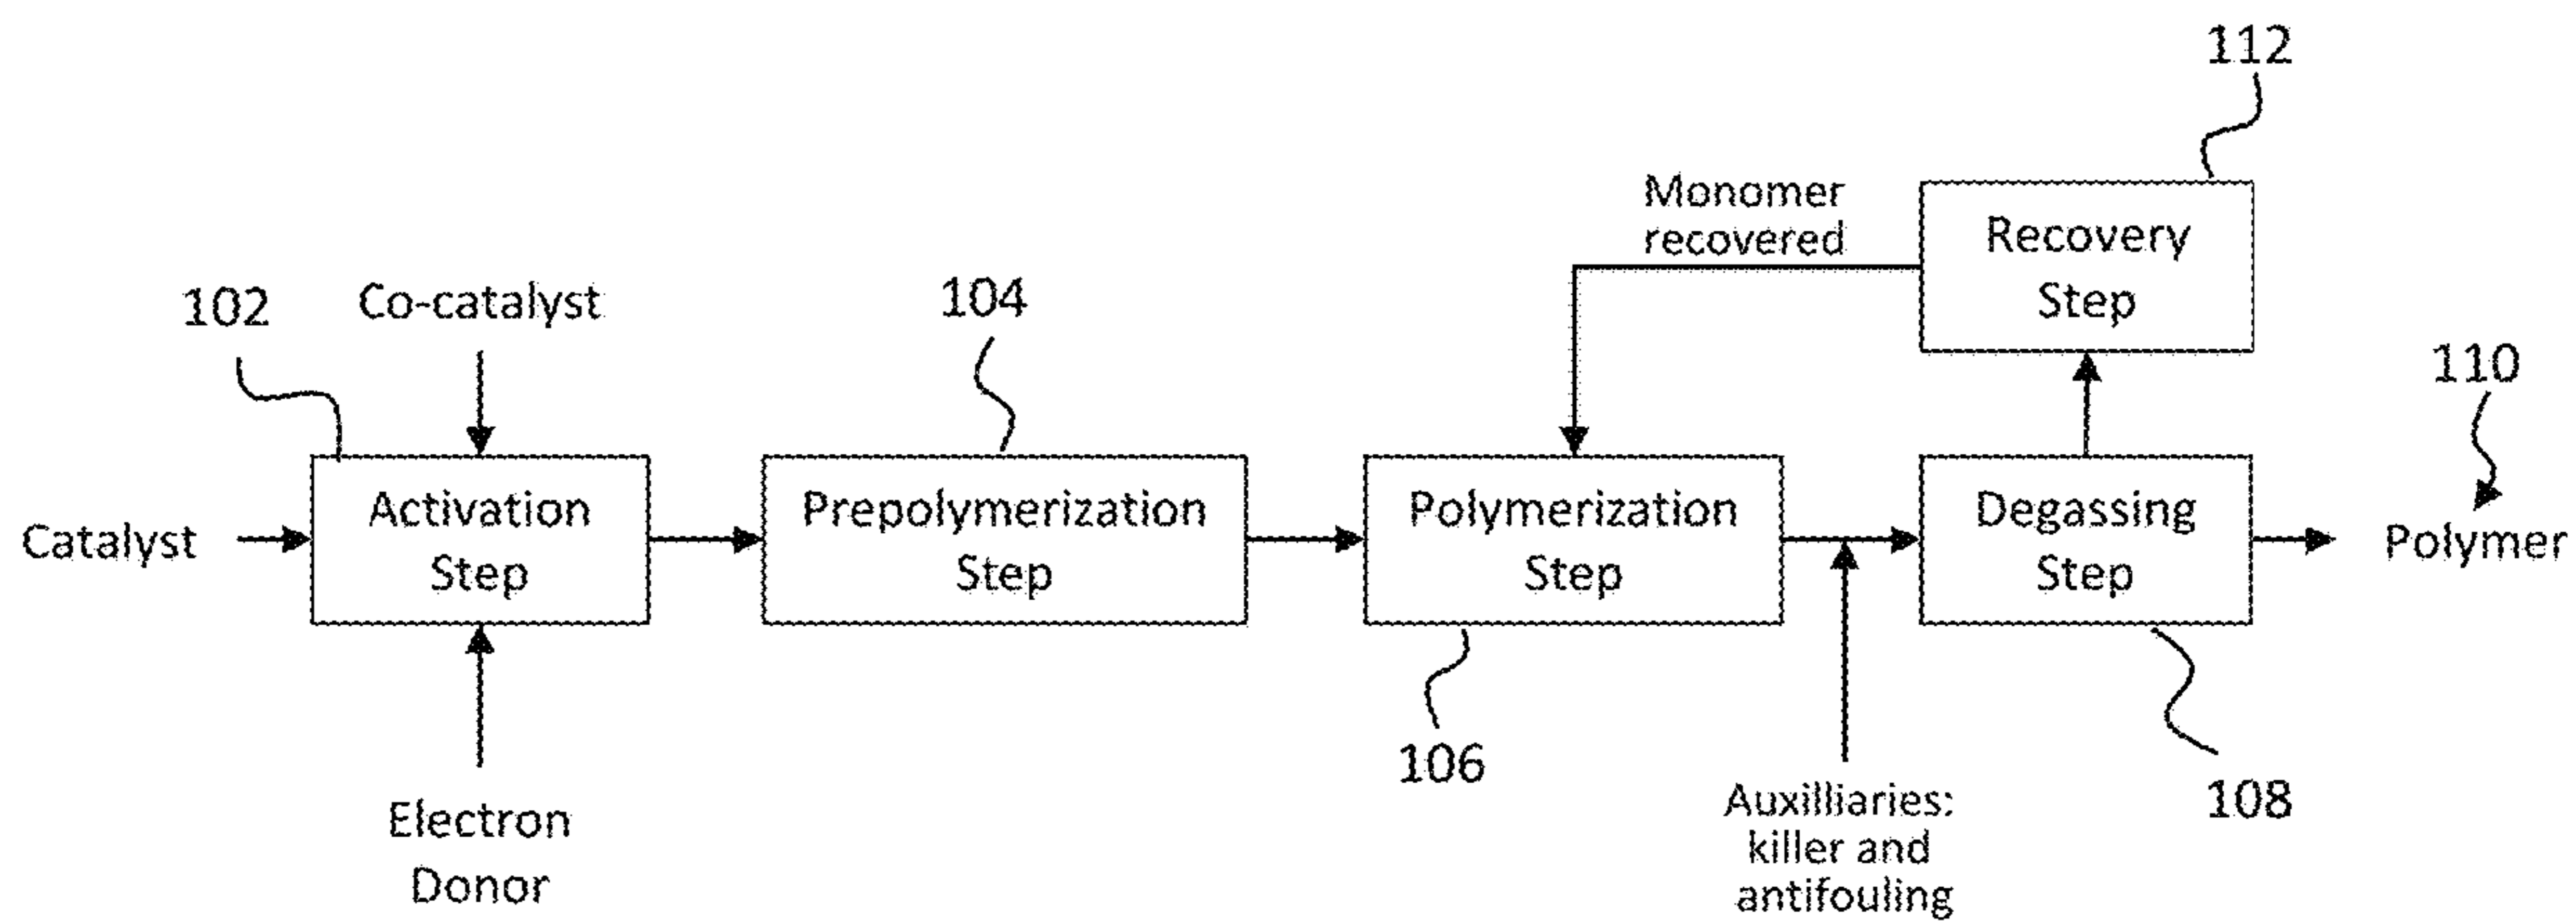 112
Monomer
recovered
Recovery
Step
102
Co-catalyst
104
110
Catalyst
Activation
Step
Prepolymerization
Step
Polymerization
Step
Degassing
Step
Polymer
Electron
Donor
106
Auxilliaries:
killer and
antifouling
108